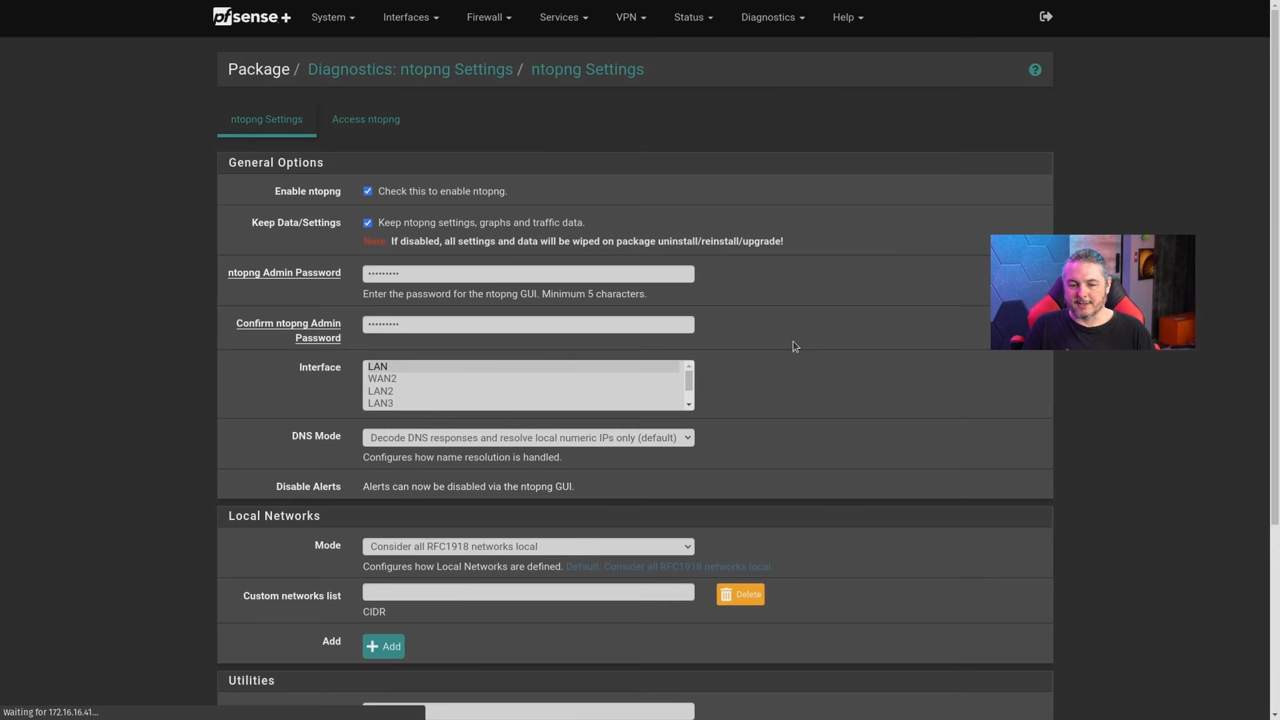 pfsense +
System
Interfaces
Firewall
Services
VPN
Status
Diagnostics
Help
Package / Diagnostics: ntopng Settings / ntopng Settings
ntopng Settings
Access ntopng
General Options
Enable ntopng
Check this to enable ntopng.
Keep Data/Settings
Keep ntopng settings, graphs and traffic data.
Note: If disabled, all settings and data will be wiped on package uninstall/reinstall/upgrade!
ntopng Admin Password
•••••••••
Enter the password for the ntopng GUI. Minimum 5 characters.
Confirm ntopng Admin
Password
•••••••••
Interface
LAN
WAN2
LAN2
LAN3
DNS Mode
Decode DNS responses and resolve local numeric IPs only (default)
Configures how name resolution is handled.
Disable Alerts
Alerts can now be disabled via the ntopng GUI.
Local Networks
Mode
Consider all RFC1918 networks local
Configures how Local Networks are defined. Default: Consider all RFC1918 networks local.
Custom networks list
Delete
CIDR
Add
Add
Utilities
Waiting for 172.16.16.41...